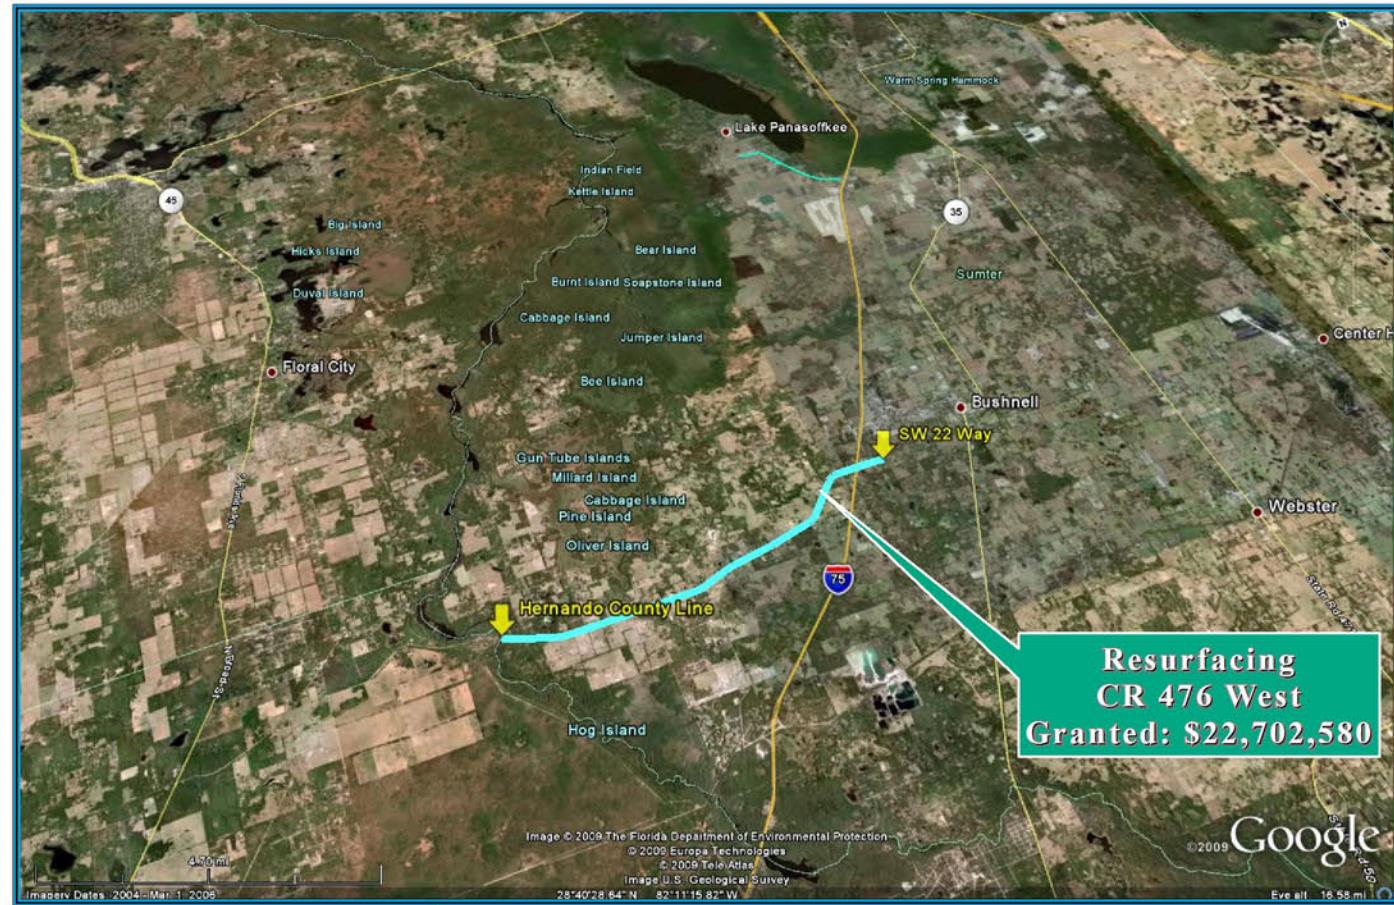 N
Warm Spring Hammock
Lake Panasoffkee
Indian Field
Kettle Island
45
35
Big Island
Hicks Island
Bear Island
Sumter
Burnt Island Soapstone Island
Duval Island
Cabbage Island
Jumper Island
Center H
Floral City
Bee Island
Bushnell
SW 22 Way
Gun Tube Islands
Millard Island
Cabbage Island
Pine Island
Webster
Oliver Island
75
Hernando County Line
Resurfacing
CR 476 West
Granted: $22,702,580
N Broad St
Hog Island
Image © 2009 The Florida Department of Environmental Protection
© 2009 Europa Technologies
© 2009 Tele Atlas
Image U.S. Geological Survey
©2009 Google
4.70 mi
Imagery Dates: 2004 - Mar. 1, 2006
28°40'28.64" N 82°11'15.82" W
Eye alt 16.58 mi